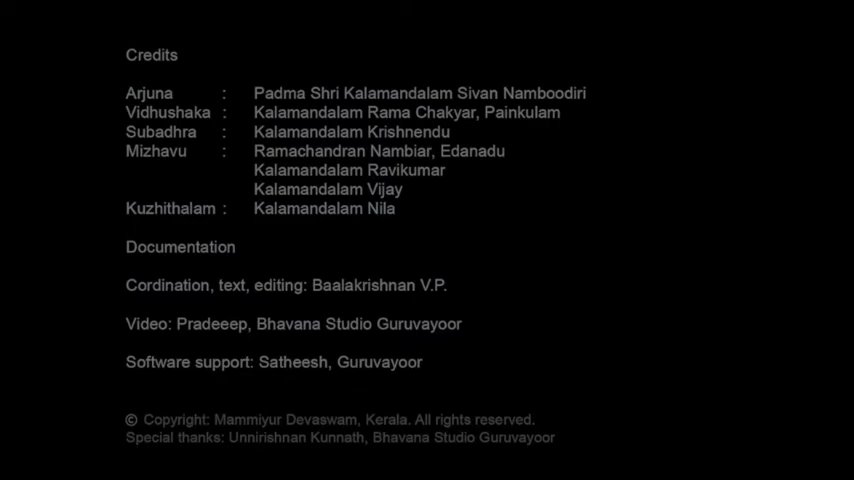 Credits
Arjuna : Padma Shri Kalamandalam Sivan Namboodiri
Vidhushaka : Kalamandalam Rama Chakyar, Painkulam
Subadhra : Kalamandalam Krishnendu
Mizhavu : Ramachandran Nambiar, Edanadu
Kalamandalam Ravikumar
Kalamandalam Vijay
Kuzhithalam : Kalamandalam Nila
Documentation
Cordination, text, editing: Baalakrishnan V.P.
Video: Pradeeep, Bhavana Studio Guruvayoor
Software support: Satheesh, Guruvayoor
© Copyright: Mammiyur Devaswam, Kerala. All rights reserved.
Special thanks: Unnirishnan Kunnath, Bhavana Studio Guruvayoor